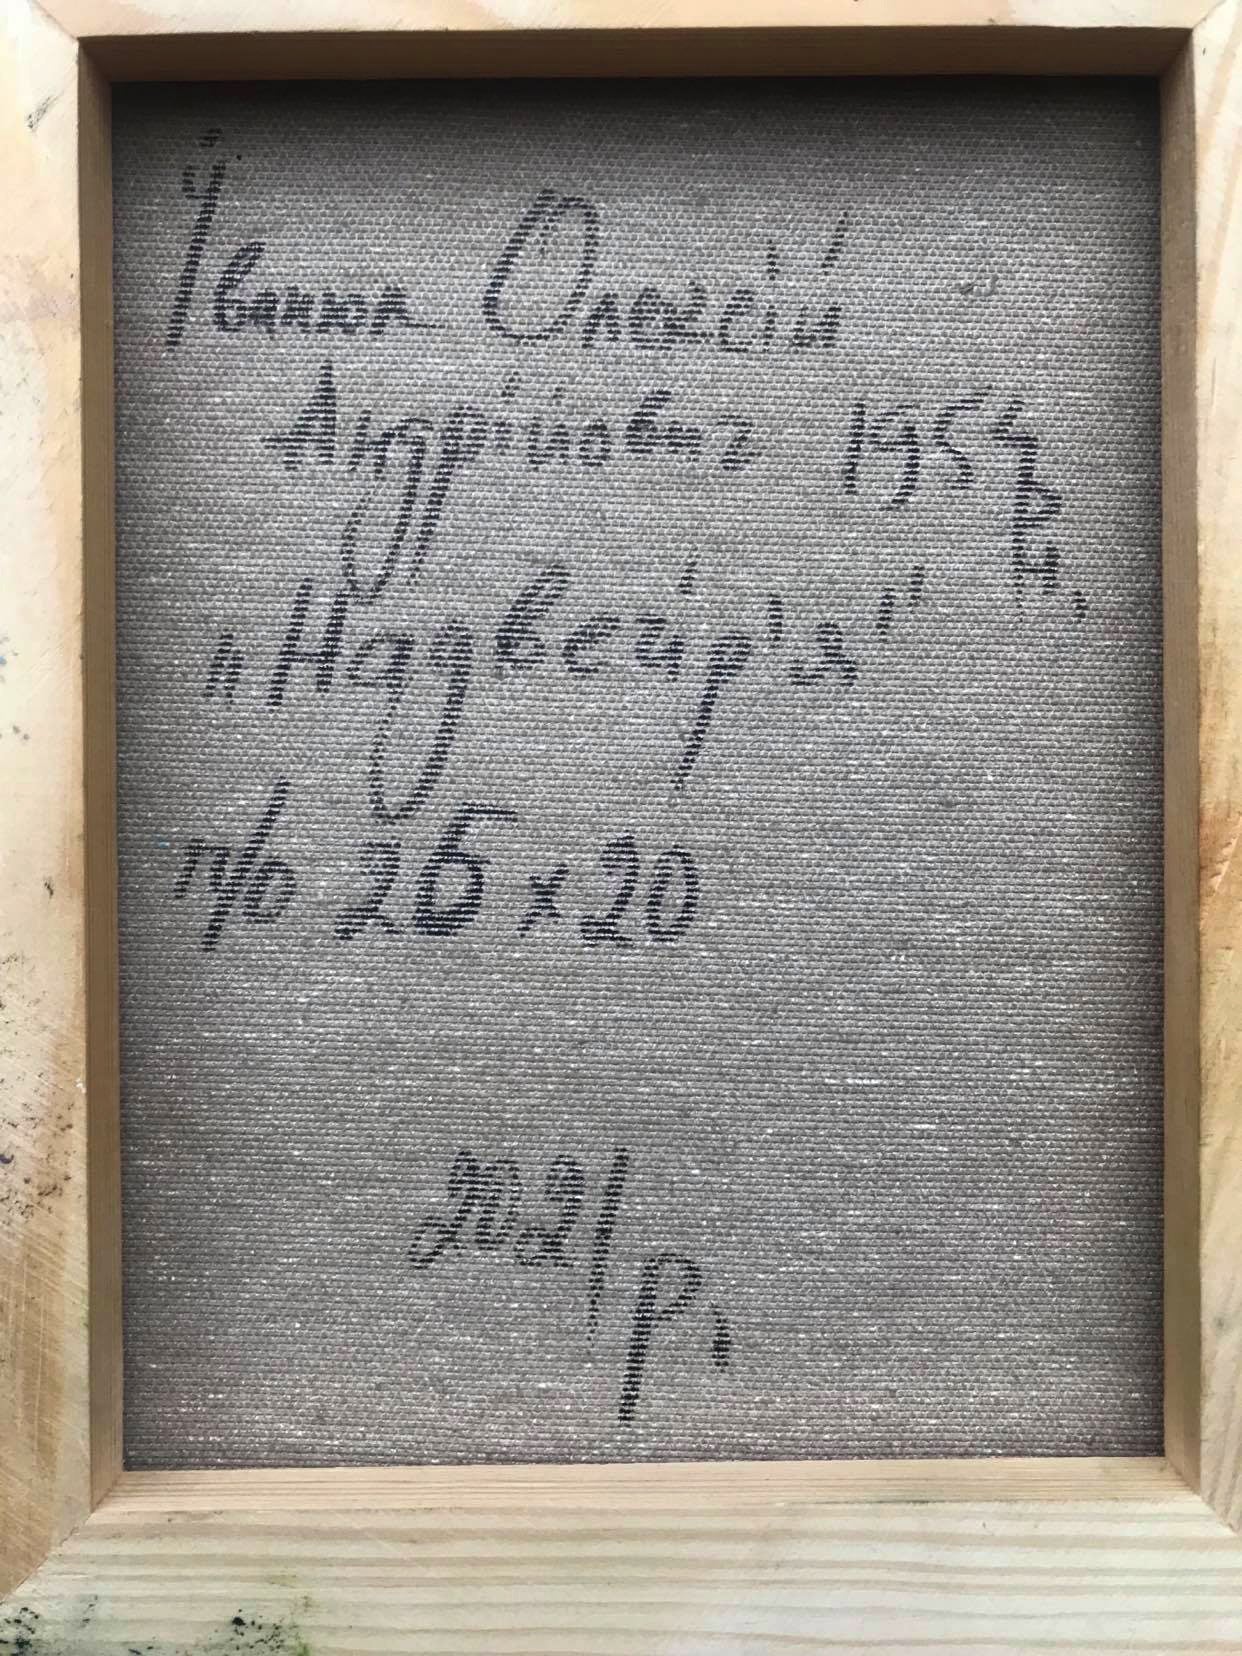 Іванюк Олексій
Андрійович 1954
р.н.
"Надвечір'я"
п/о 25 x 20
2021
р.